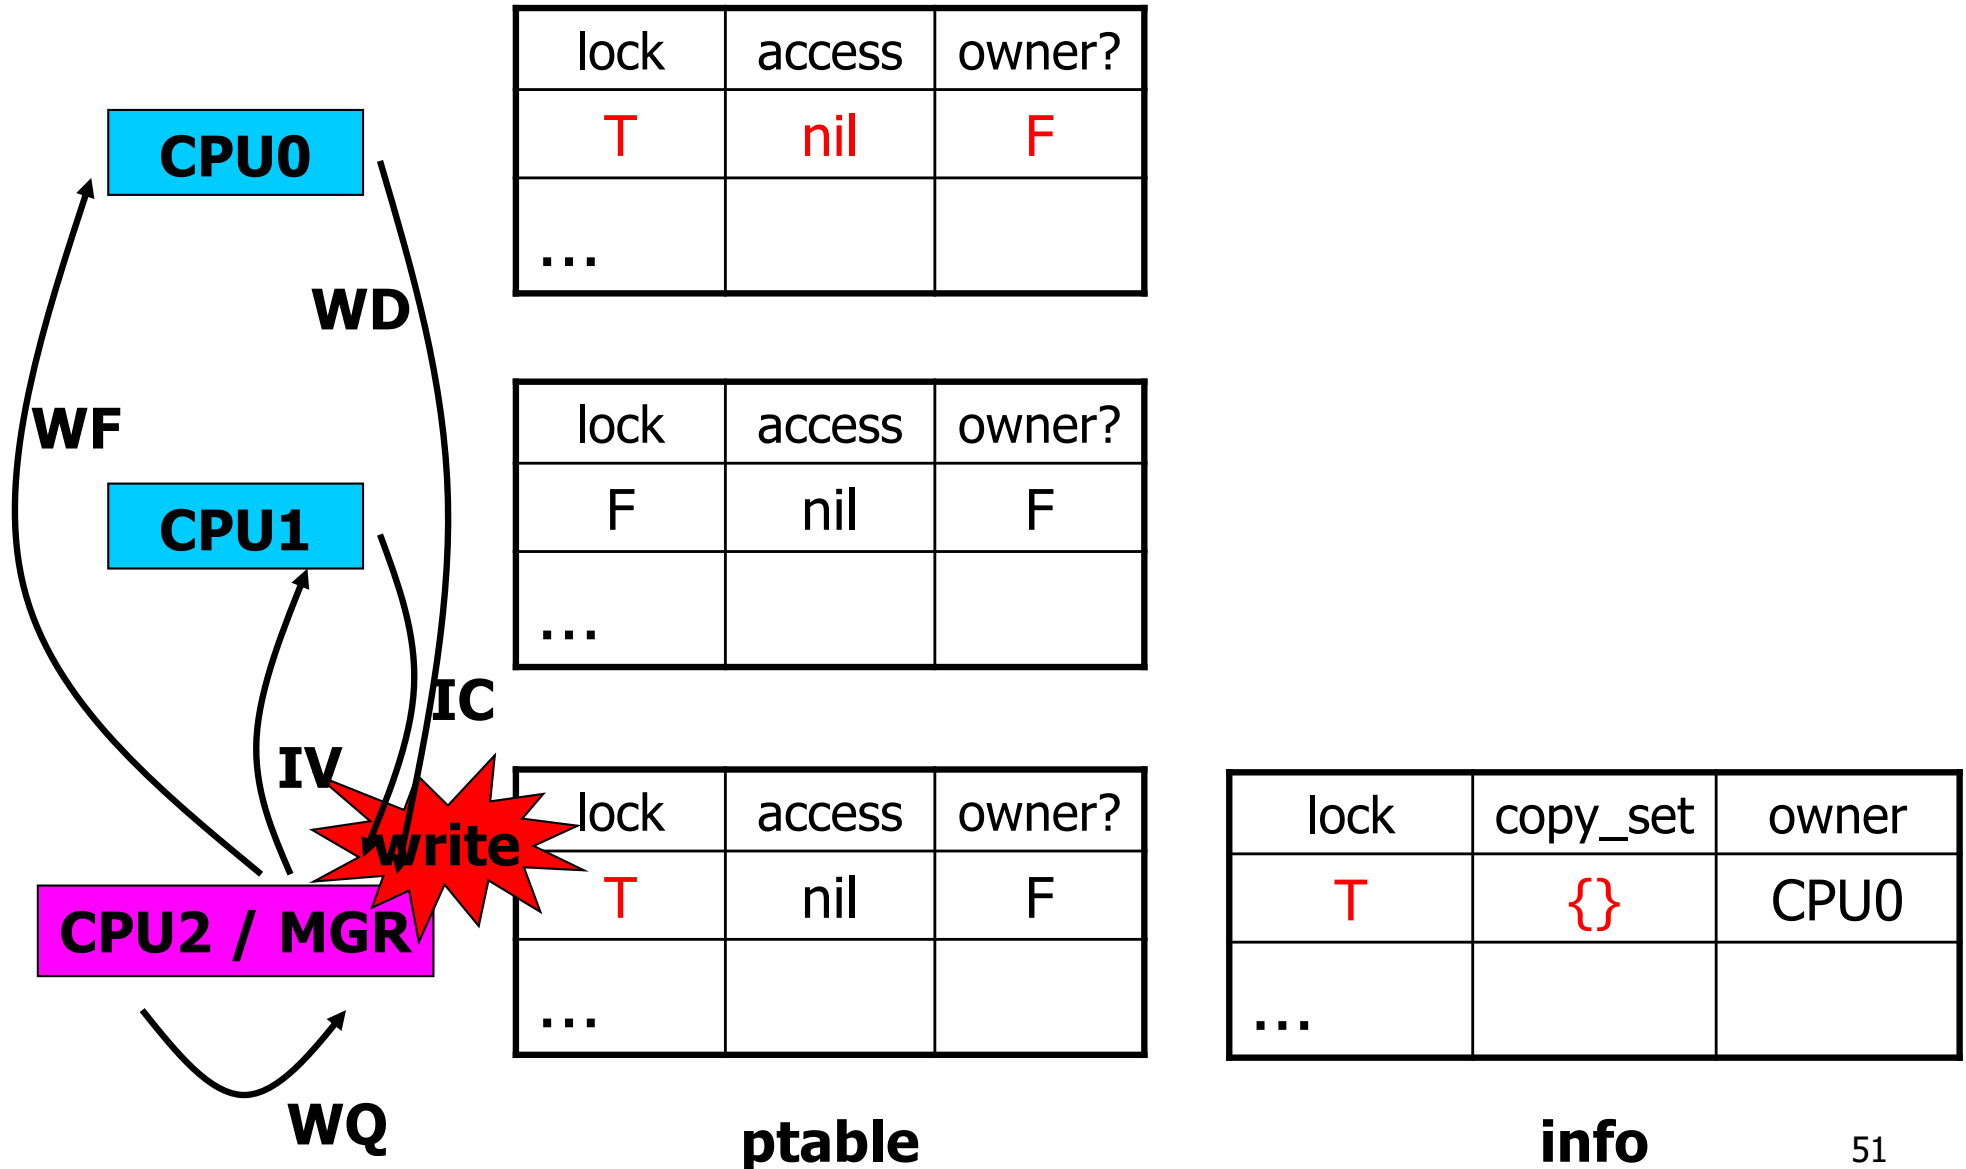 lock access owner?
CPU0
T nil F
...
WD
lock access owner?
WF
CPU1
F nil F
...
IC
IV
lock access owner?
lock copy_set owner
write
T nil F
T {} CPU0
CPU2 / MGR
...
...
WQ
ptable
info
51